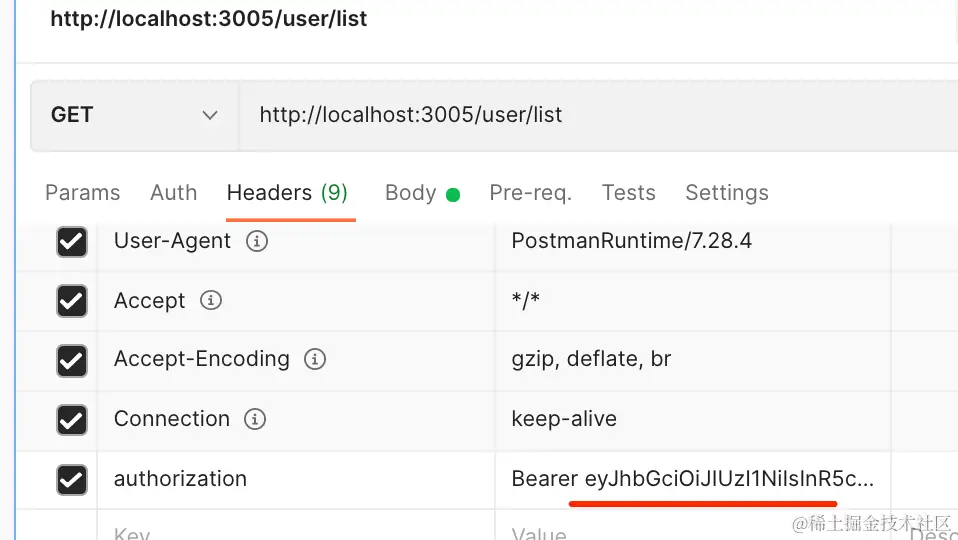 http://localhost:3005/user/list
GET http://localhost:3005/user/list
Params Auth Headers (9) Body Pre-req. Tests Settings
User-Agent PostmanRuntime/7.28.4
Accept */*
Accept-Encoding gzip, deflate, br
Connection keep-alive
authorization Bearer eyJhbGciOiJIUzI1NiIsInR5c...
Key Value Desc
@稀土掘金技术社区